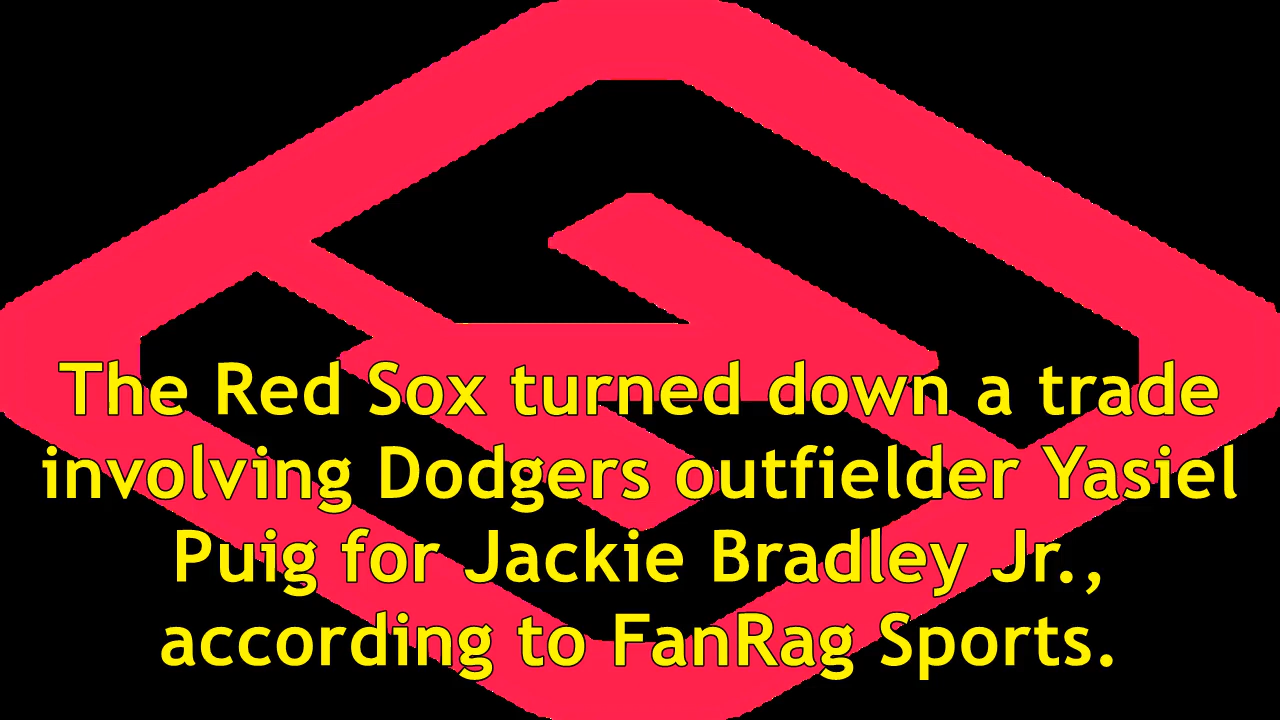 The Red Sox turned down a trade
involving Dodgers outfielder Yasiel
Puig for Jackie Bradley Jr.,
according to FanRag Sports.